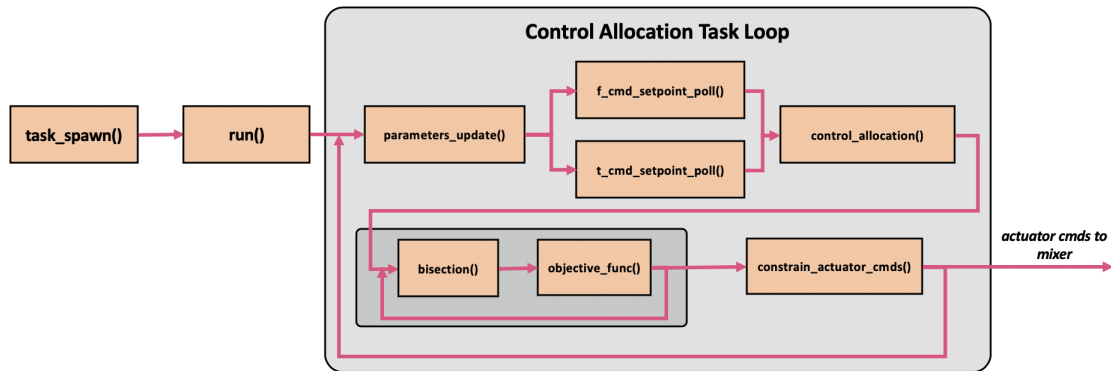 Control Allocation Task Loop
task_spawn()
run()
parameters_update()
f_cmd_setpoint_poll()
t_cmd_setpoint_poll()
control_allocation()
bisection()
objective_func()
constrain_actuator_cmds()
actuator cmds to
mixer